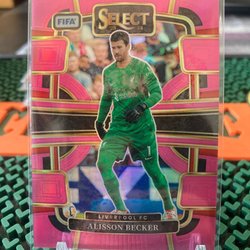 FIFA
SELECT
LIVERPOOL FC
ALISSON BECKER